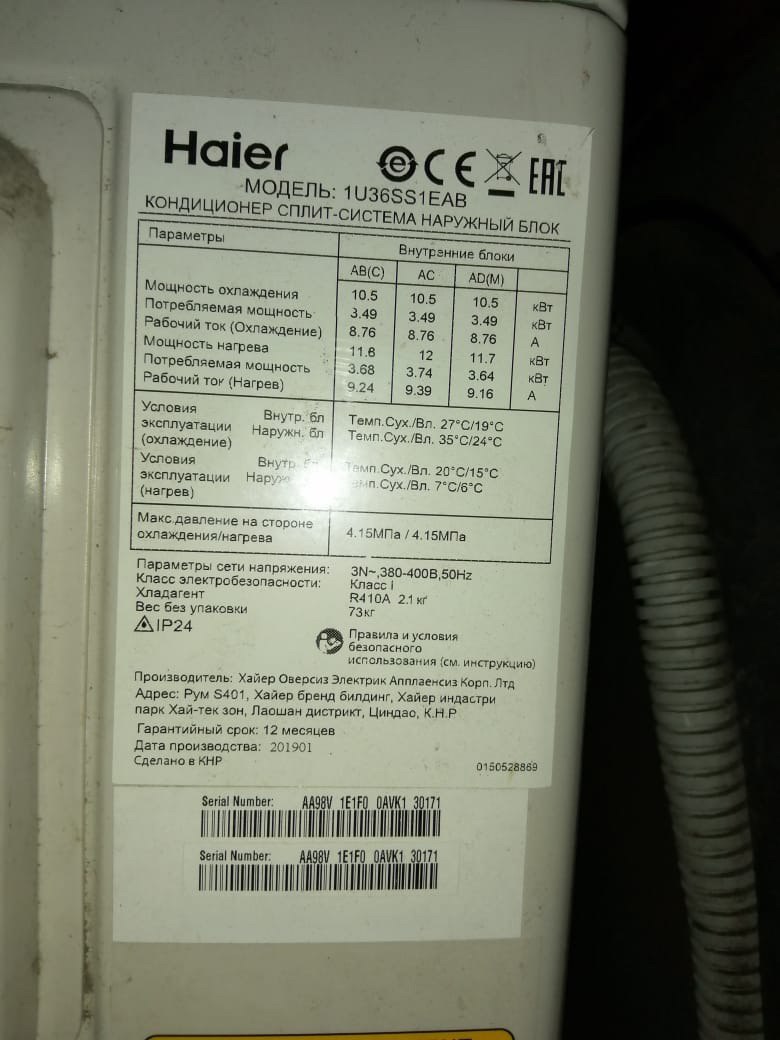 Haier
CE EAC
МОДЕЛЬ: 1U36SS1EAB
КОНДИЦИОНЕР СПЛИТ-СИСТЕМА НАРУЖНЫЙ БЛОК
Параметры Внутранние блоки
AB(C) AC AD(M)
Мощность охлаждения 10.5 10.5 10.5 кВт
Потребляемая мощность 3.49 3.49 3.49 кВт
Рабочий ток (Охлаждение) 8.76 8.76 8.76 А
Мощность нагрева 11.6 12 11.7 кВт
Потребляемая мощность 3.68 3.74 3.64 кВт
Рабочий ток (Нагрев) 9.24 9.39 9.16 А
Условия Внутр. бл Темп.Сух./Вл. 27°С/19°С
эксплуатации Наружн. бл Темп.Сух./Вл. 35°С/24°С
(охлаждение)
Условия Внутр. бл Темп.Сух./Вл. 20°С/15°С
эксплуатации Темп.Сух./Вл. 7°С/6°С
(нагрев)
Макс.давление на стороне
охлаждения/нагрева 4.15МПа / 4.15МПа
Параметры сети напряжения: 3N~,380-400В,50Hz
Класс электробезопасности: Класс I
Хладагент R410A 2.1 кг
Вес без упаковки 73кг
IP24
Правила и условия
безопасного
использования (см. инструкцию)
Производитель: Хайер Оверсиз Электрик Апплаенсиз Корп. Лтд
Адрес: Рум S401, Хайер бренд билдинг, Хайер индастри
парк Хай-тек зон, Лаошан дистрикт, Циндао, К.Н.Р
Гарантийный срок: 12 месяцев
Дата производства: 201901
Сделано в КНР
0150528869
Serial Number: AA98V 1E1F0 0AVK1 30171
Serial Number: AA98V 1E1F0 0AVK1 30171